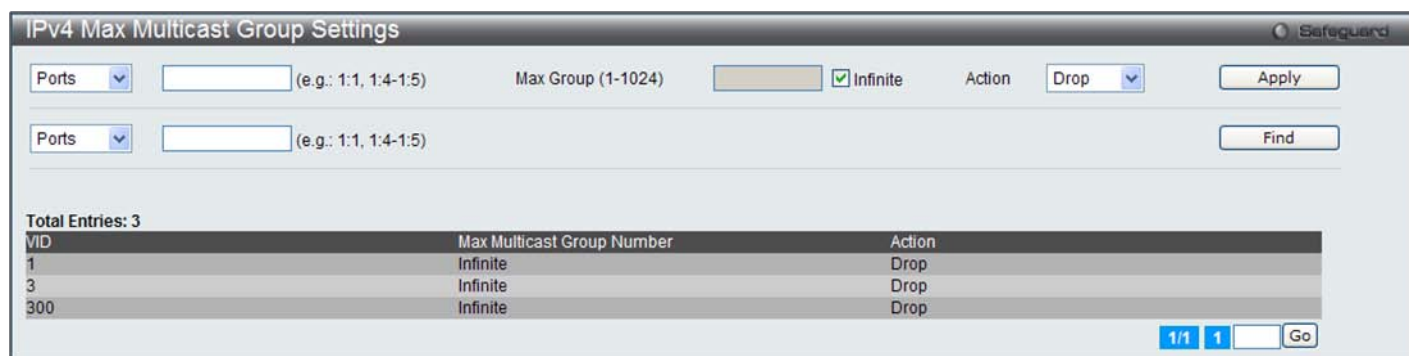 IPv4 Max Multicast Group Settings Safeguard
Ports (e.g.: 1:1, 1:4-1:5) Max Group (1-1024) Infinite Action Drop Apply
Ports (e.g.: 1:1, 1:4-1:5) Find
Total Entries: 3
VID Max Multicast Group Number Action
1 Infinite Drop
3 Infinite Drop
300 Infinite Drop
1/1 1 Go